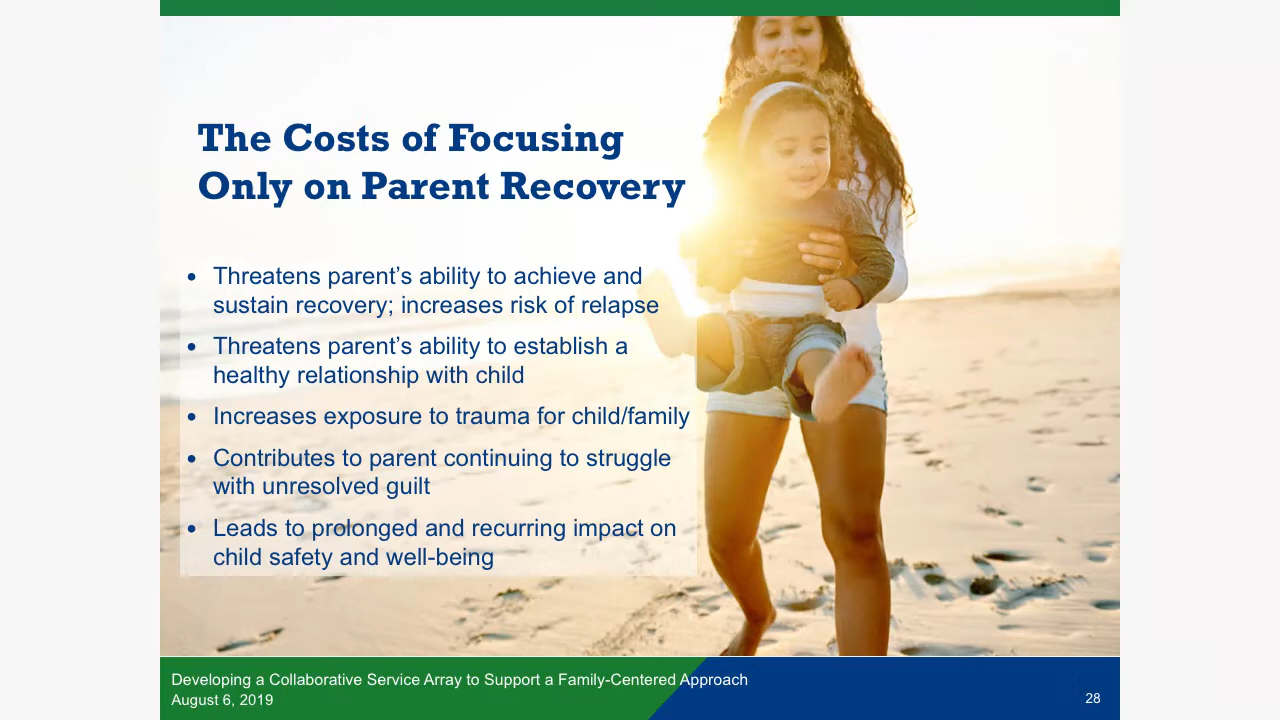 The Costs of Focusing
Only on Parent Recovery
• Threatens parent’s ability to achieve and
sustain recovery; increases risk of relapse
• Threatens parent’s ability to establish a
healthy relationship with child
• Increases exposure to trauma for child/family
• Contributes to parent continuing to struggle
with unresolved guilt
• Leads to prolonged and recurring impact on
child safety and well-being
Developing a Collaborative Service Array to Support a Family-Centered Approach
August 6, 2019
28